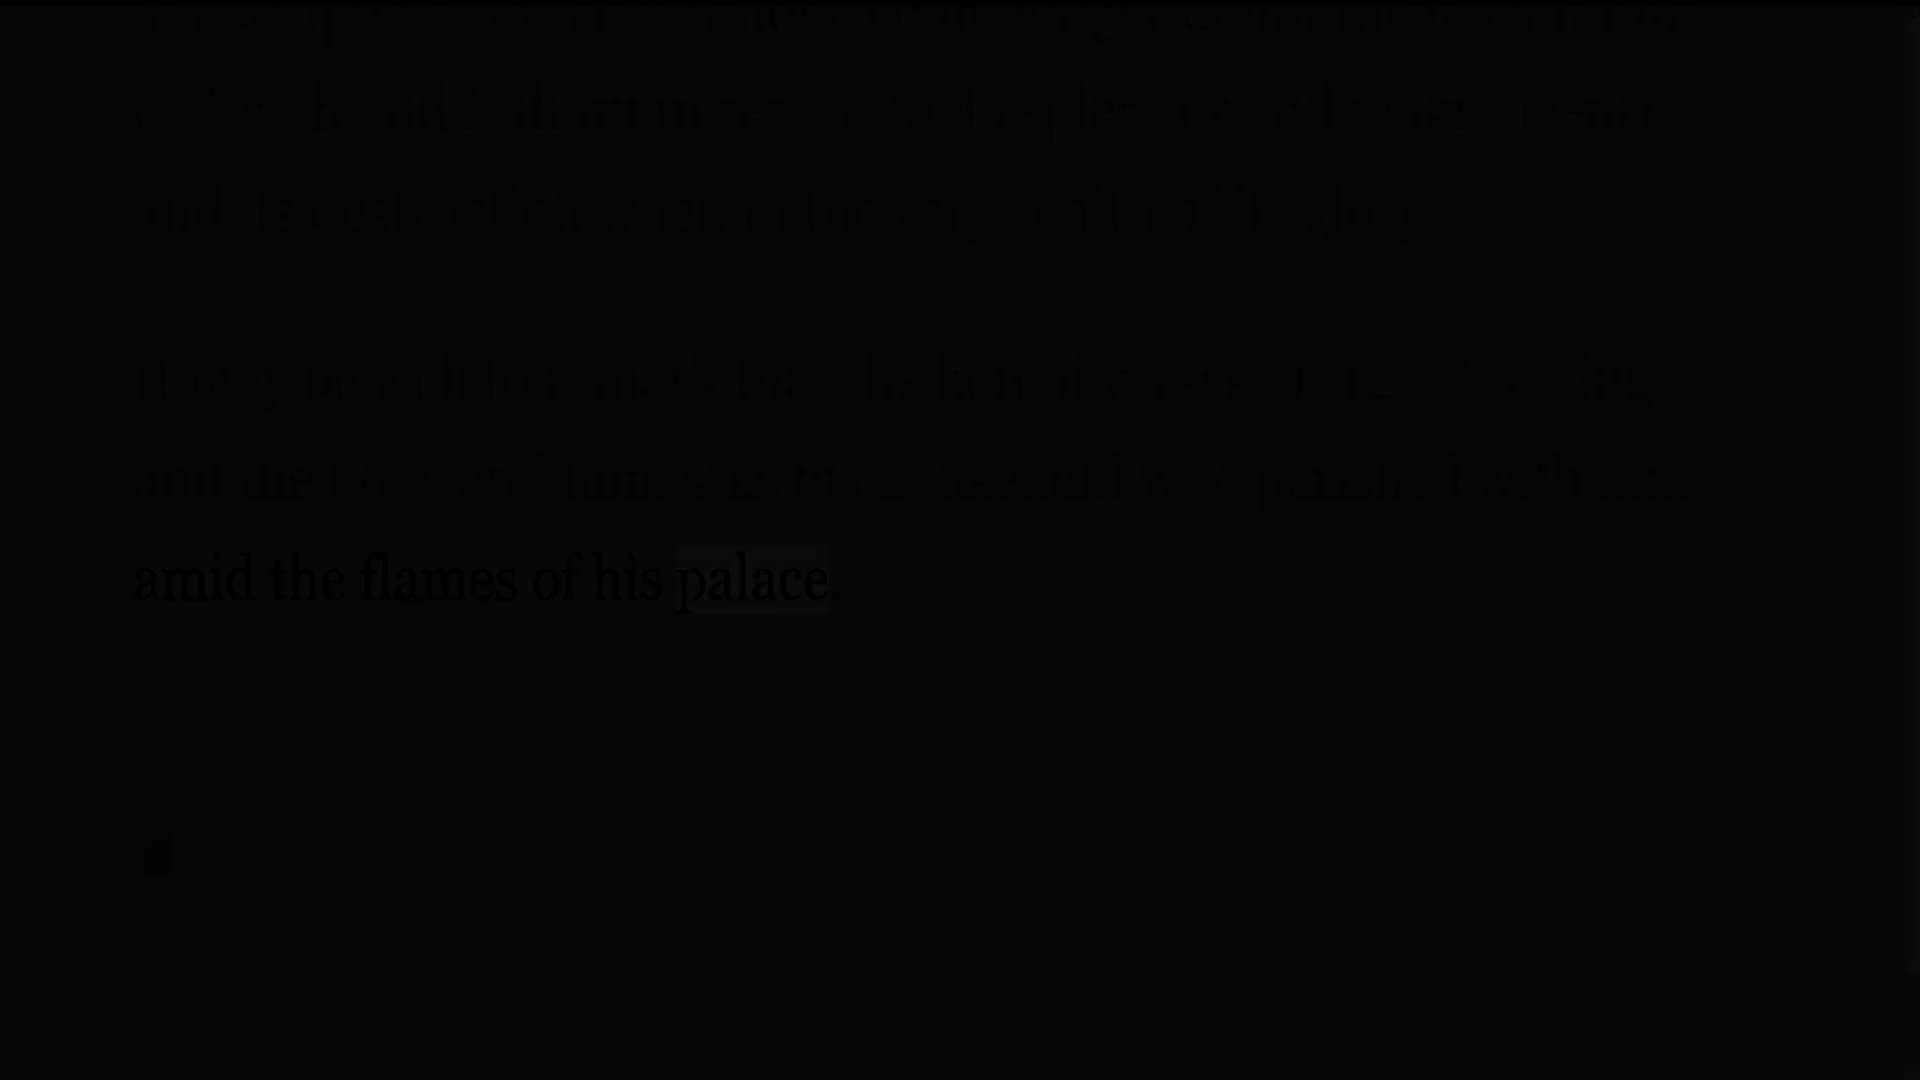 of Jonah and Nahum in regard to its splendor and magnificence,
and its destruction when in the very zenith of its glory.
It may be well to remark that the lion of verses 11, 12 is the king;
and the lions and lionesses his household who perished with him
amid the flames of his palace.